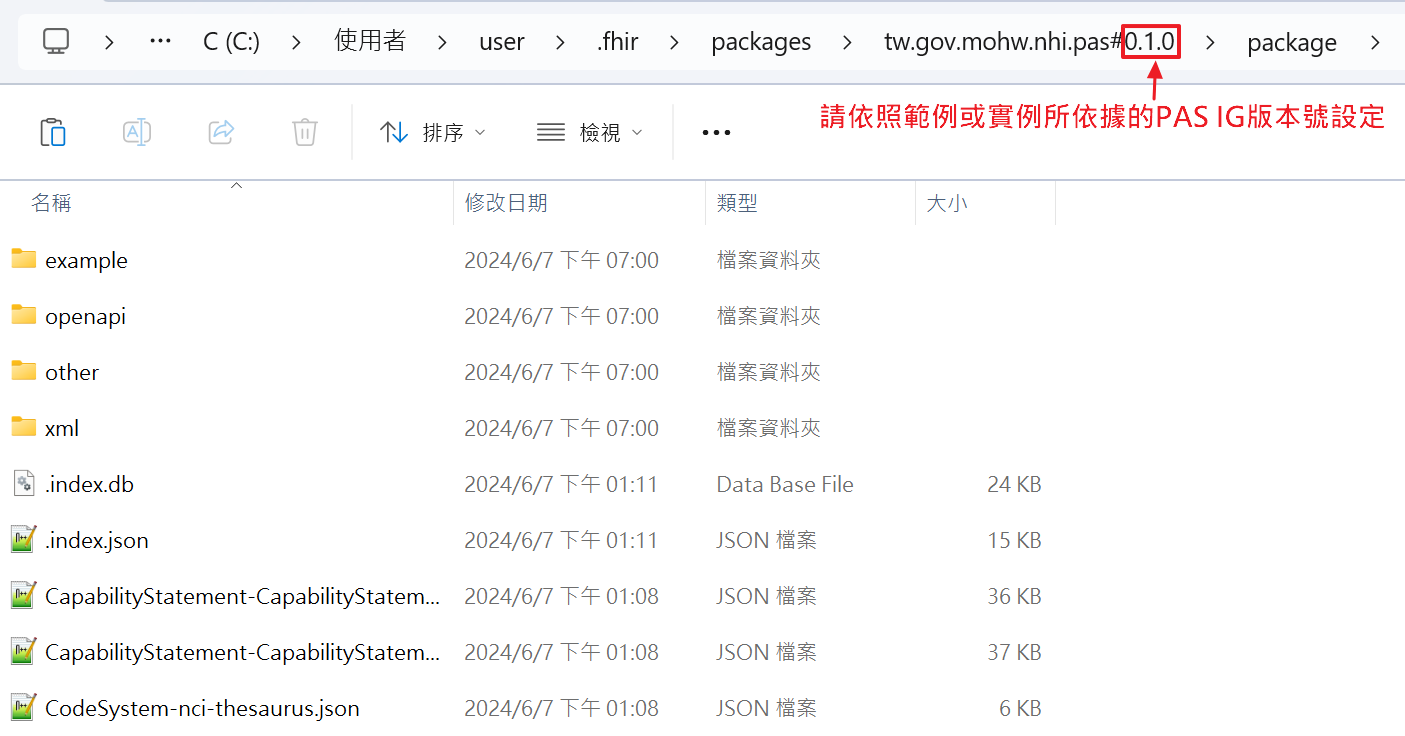 … C (C:) 使用者 user .fhir packages tw.gov.mohw.nhi.pas#0.1.0 package
請依照範例或實例所依據的PAS IG版本號設定
排序 檢視 …
名稱 修改日期 類型 大小
example 2024/6/7 下午 07:00 檔案資料夾
openapi 2024/6/7 下午 07:00 檔案資料夾
other 2024/6/7 下午 07:00 檔案資料夾
xml 2024/6/7 下午 07:00 檔案資料夾
.index.db 2024/6/7 下午 01:11 Data Base File 24 KB
.index.json 2024/6/7 下午 01:11 JSON 檔案 15 KB
CapabilityStatement-CapabilityStatem... 2024/6/7 下午 01:08 JSON 檔案 36 KB
CapabilityStatement-CapabilityStatem... 2024/6/7 下午 01:08 JSON 檔案 37 KB
CodeSystem-nci-thesaurus.json 2024/6/7 下午 01:08 JSON 檔案 6 KB